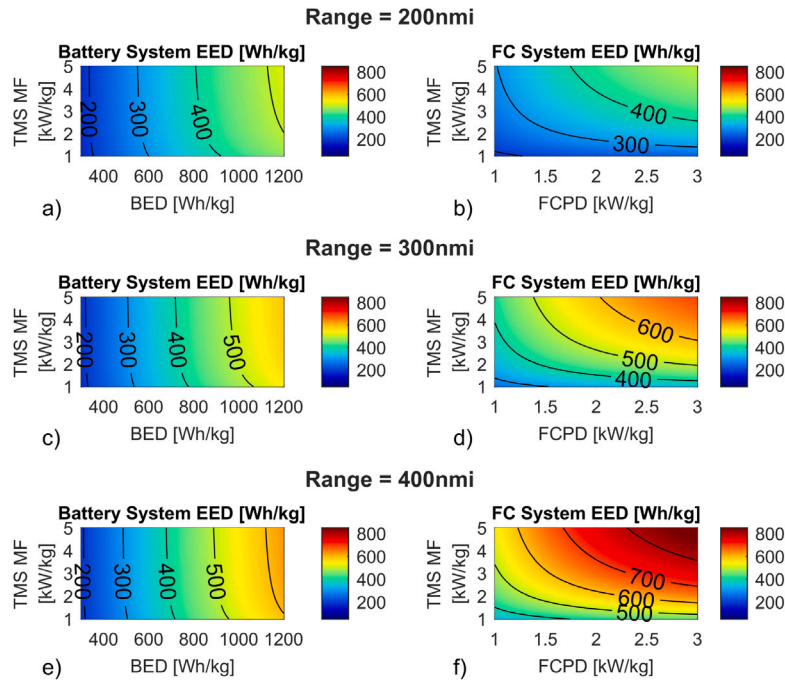 Range = 200nmi
Battery System EED [Wh/kg]
FC System EED [Wh/kg]
TMS MF
[kW/kg]
5
4
3
2
1
200
300
400
400 600 800 1000 1200
BED [Wh/kg]
800
600
400
200
a)
TMS MF
[kW/kg]
5
4
3
2
1
400
300
1 1.5 2 2.5 3
FCPD [kW/kg]
800
600
400
200
b)
Range = 300nmi
Battery System EED [Wh/kg]
FC System EED [Wh/kg]
TMS MF
[kW/kg]
5
4
3
2
1
200
300
400
500
400 600 800 1000 1200
BED [Wh/kg]
800
600
400
200
c)
TMS MF
[kW/kg]
5
4
3
2
1
600
500
400
1 1.5 2 2.5 3
FCPD [kW/kg]
800
600
400
200
d)
Range = 400nmi
Battery System EED [Wh/kg]
FC System EED [Wh/kg]
TMS MF
[kW/kg]
5
4
3
2
1
200
300
400
500
400 600 800 1000 1200
BED [Wh/kg]
800
600
400
200
e)
TMS MF
[kW/kg]
5
4
3
2
1
700
600
500
1 1.5 2 2.5 3
FCPD [kW/kg]
800
600
400
200
f)